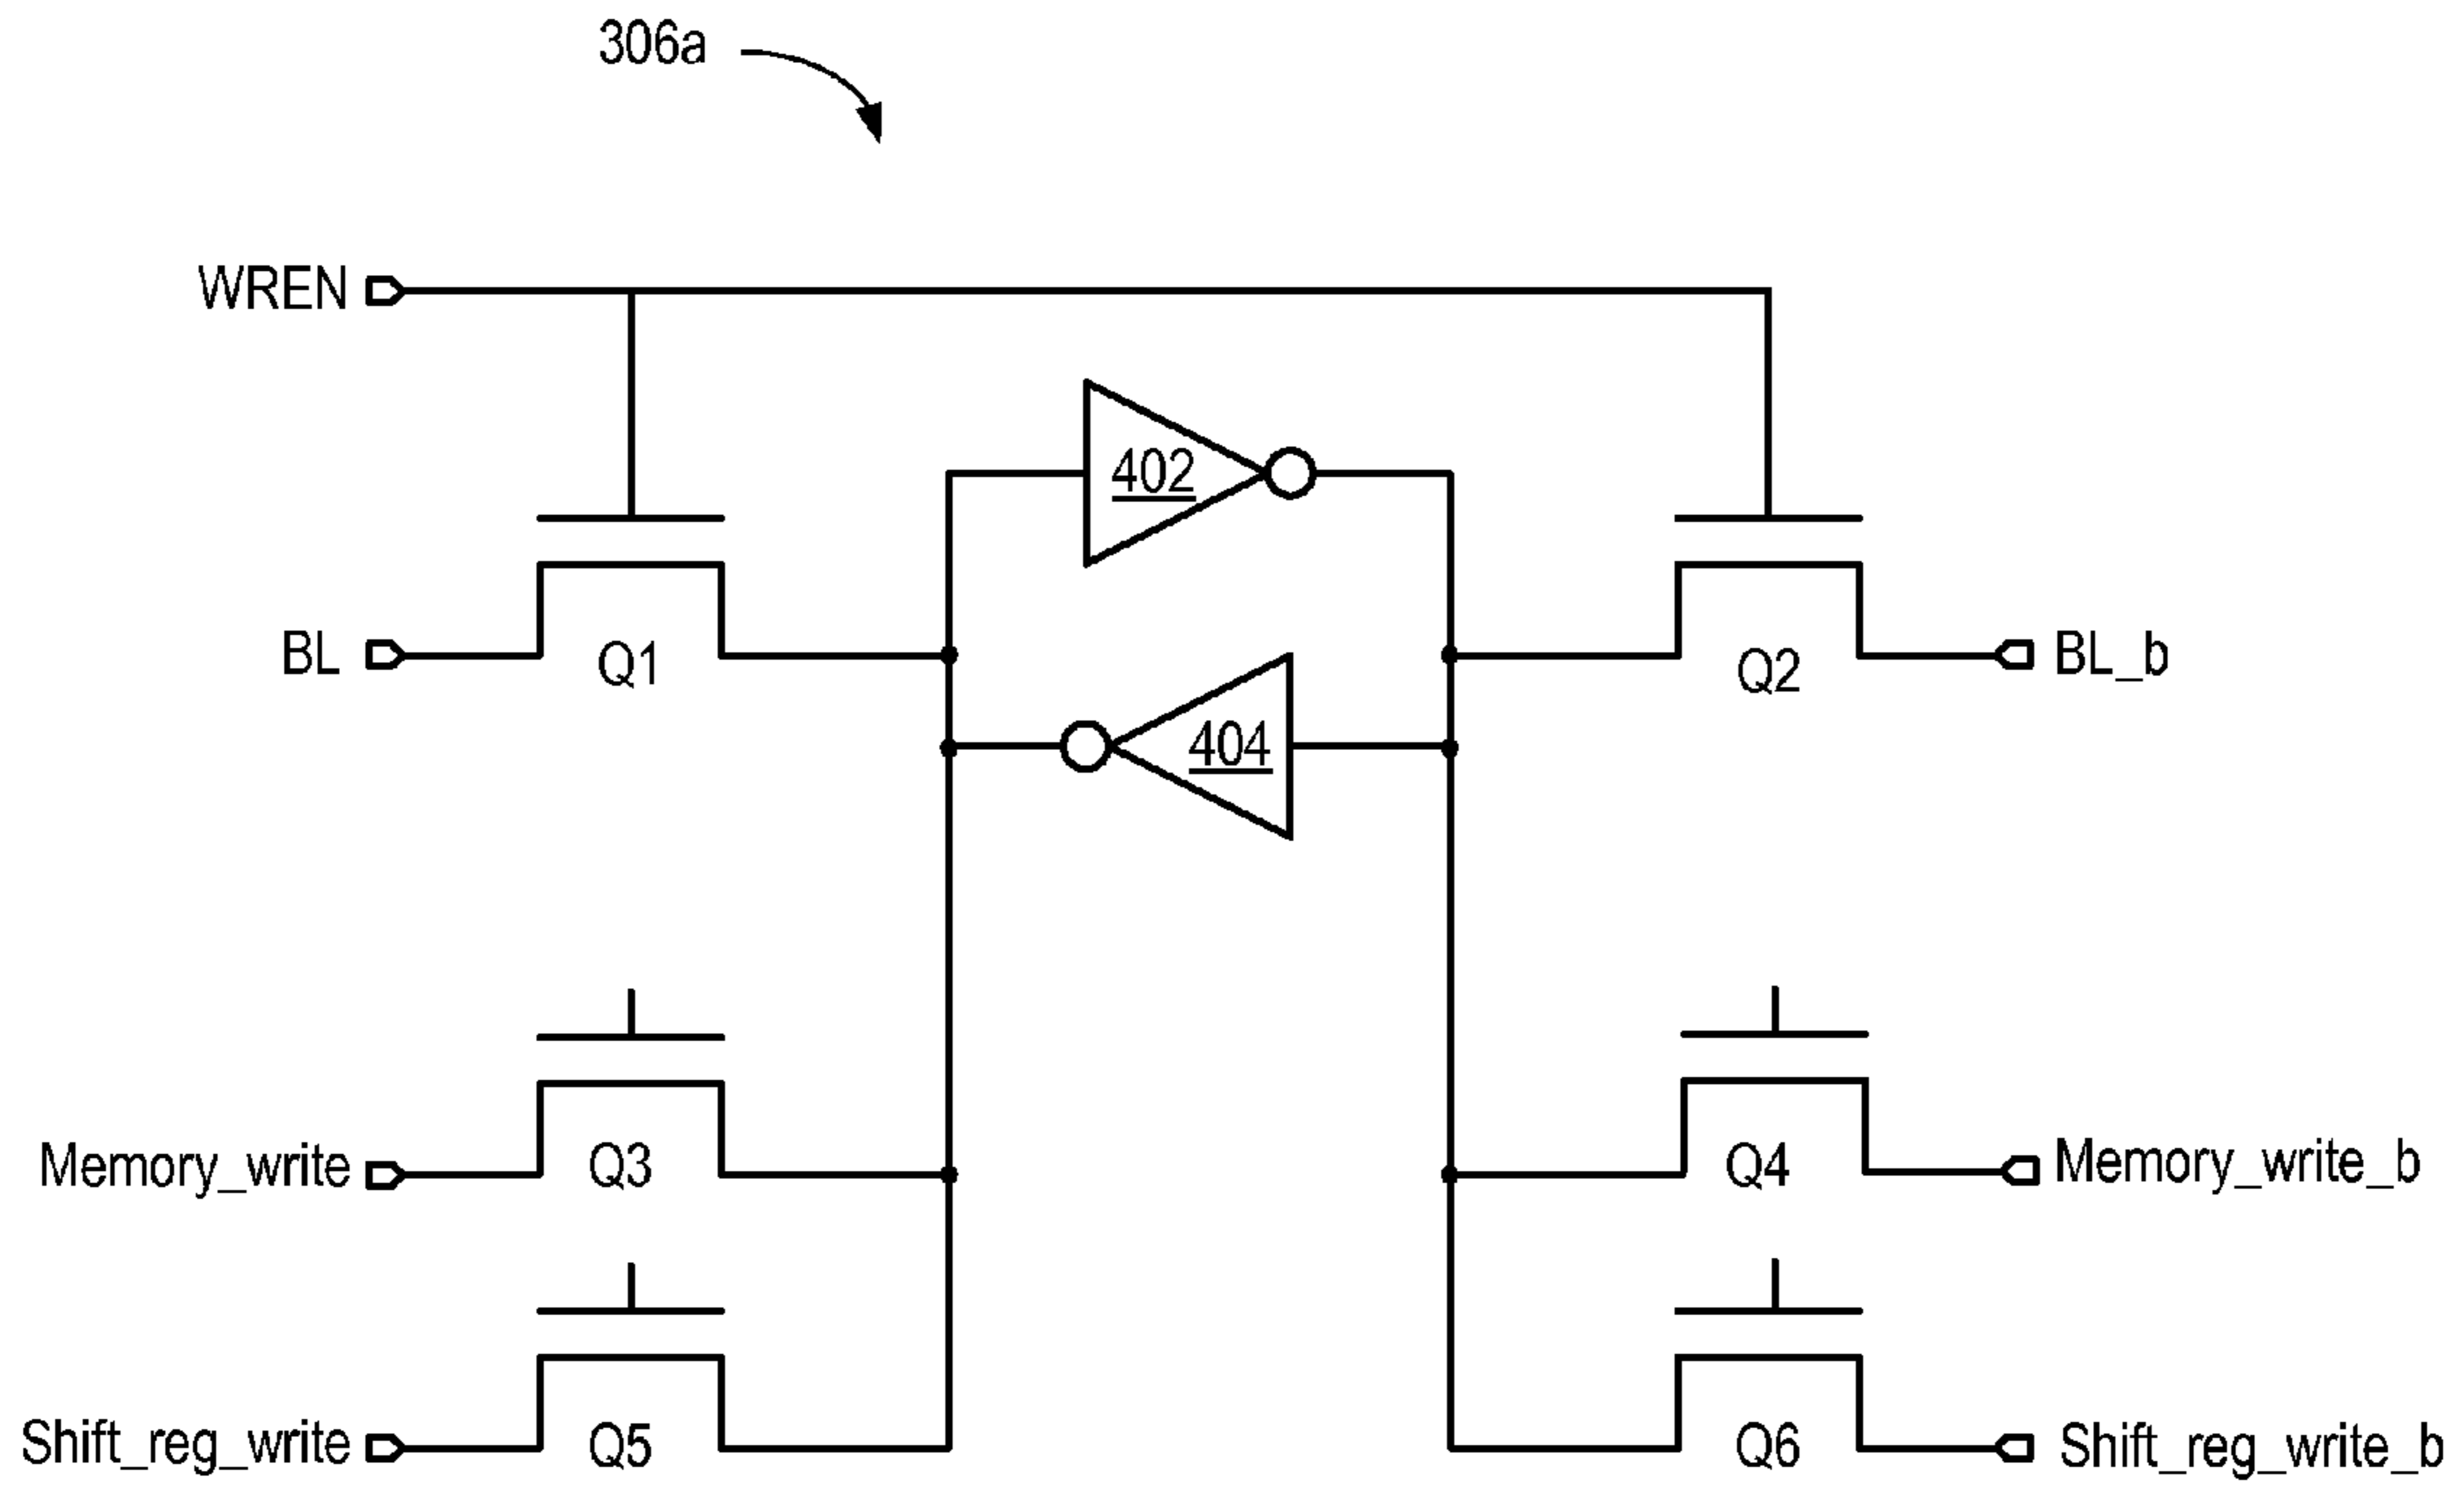 306a
WREN
402
BL
Q1
Q2
BL_b
404
Memory_write
Q3
Q4
Memory_write_b
Shift_reg_write
Q5
Q6
Shift_reg_write_b